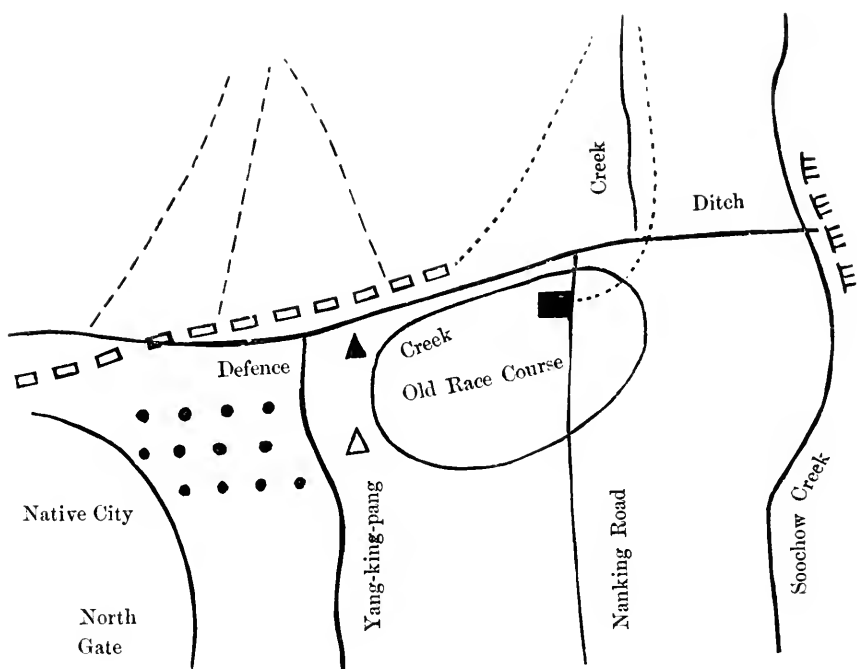 Creek
Ditch
Defence
Creek
Old Race Course
Native City
North
Gate
Yang-king-pang
Nanking Road
Soochow Creek